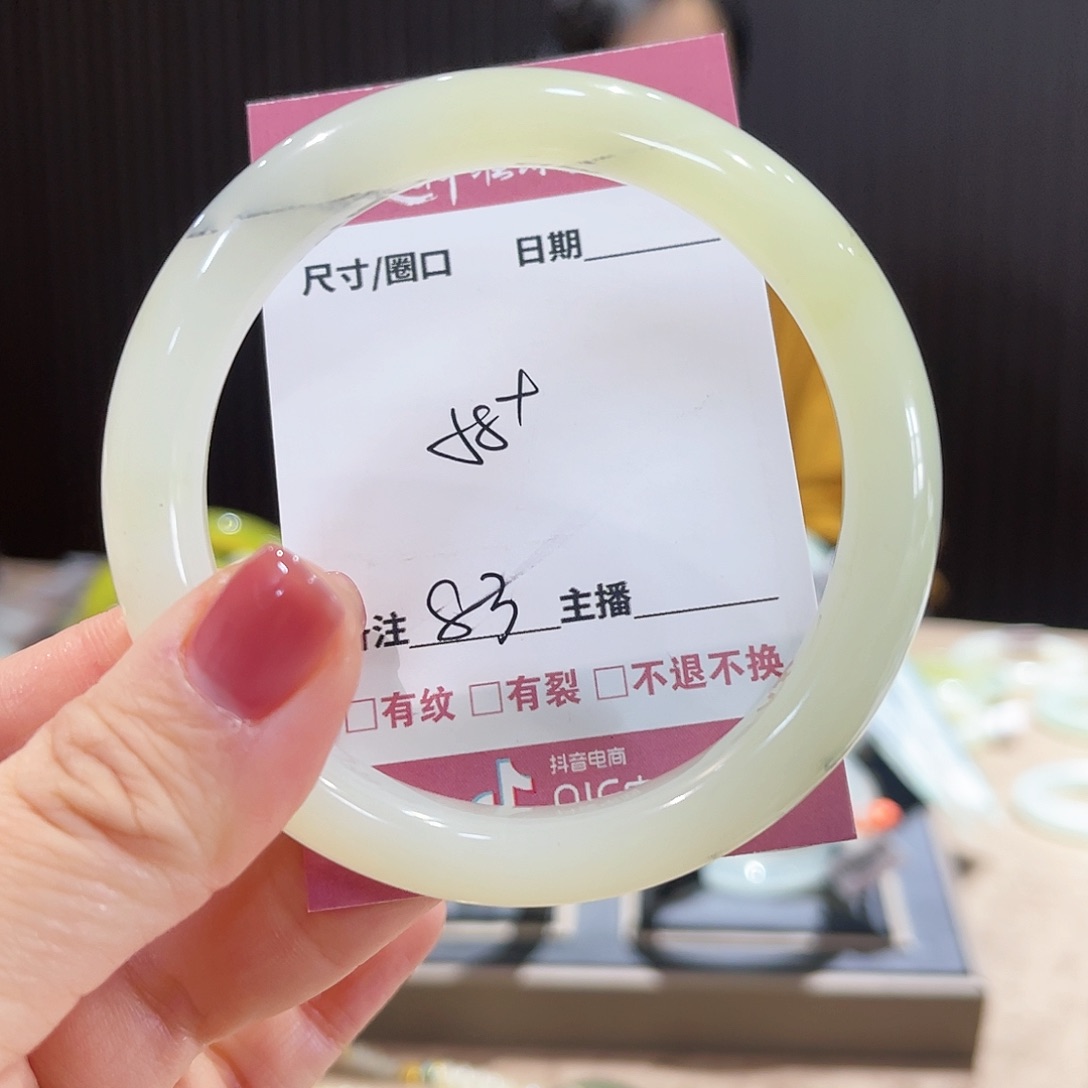 尺寸/圈口 日期
58+
注 83 主播
□有纹 □有裂 □不退不换
抖音电商
QIC